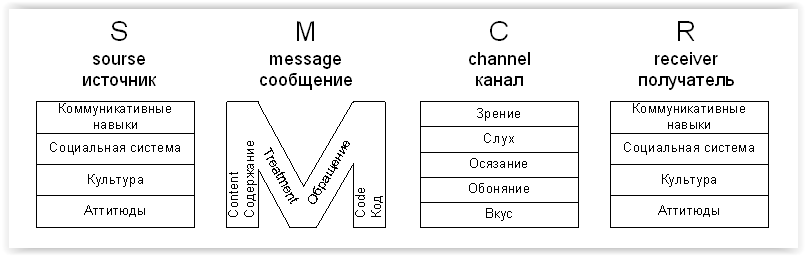 S
sourse
источник
Коммуникативные
навыки
Социальная система
Культура
Аттитюды
M
message
сообщение
Content
Содержание
Treatment
Обращение
Code
Код
C
channel
канал
Зрение
Слух
Осязание
Обоняние
Вкус
R
receiver
получатель
Коммуникативные
навыки
Социальная система
Культура
Аттитюды